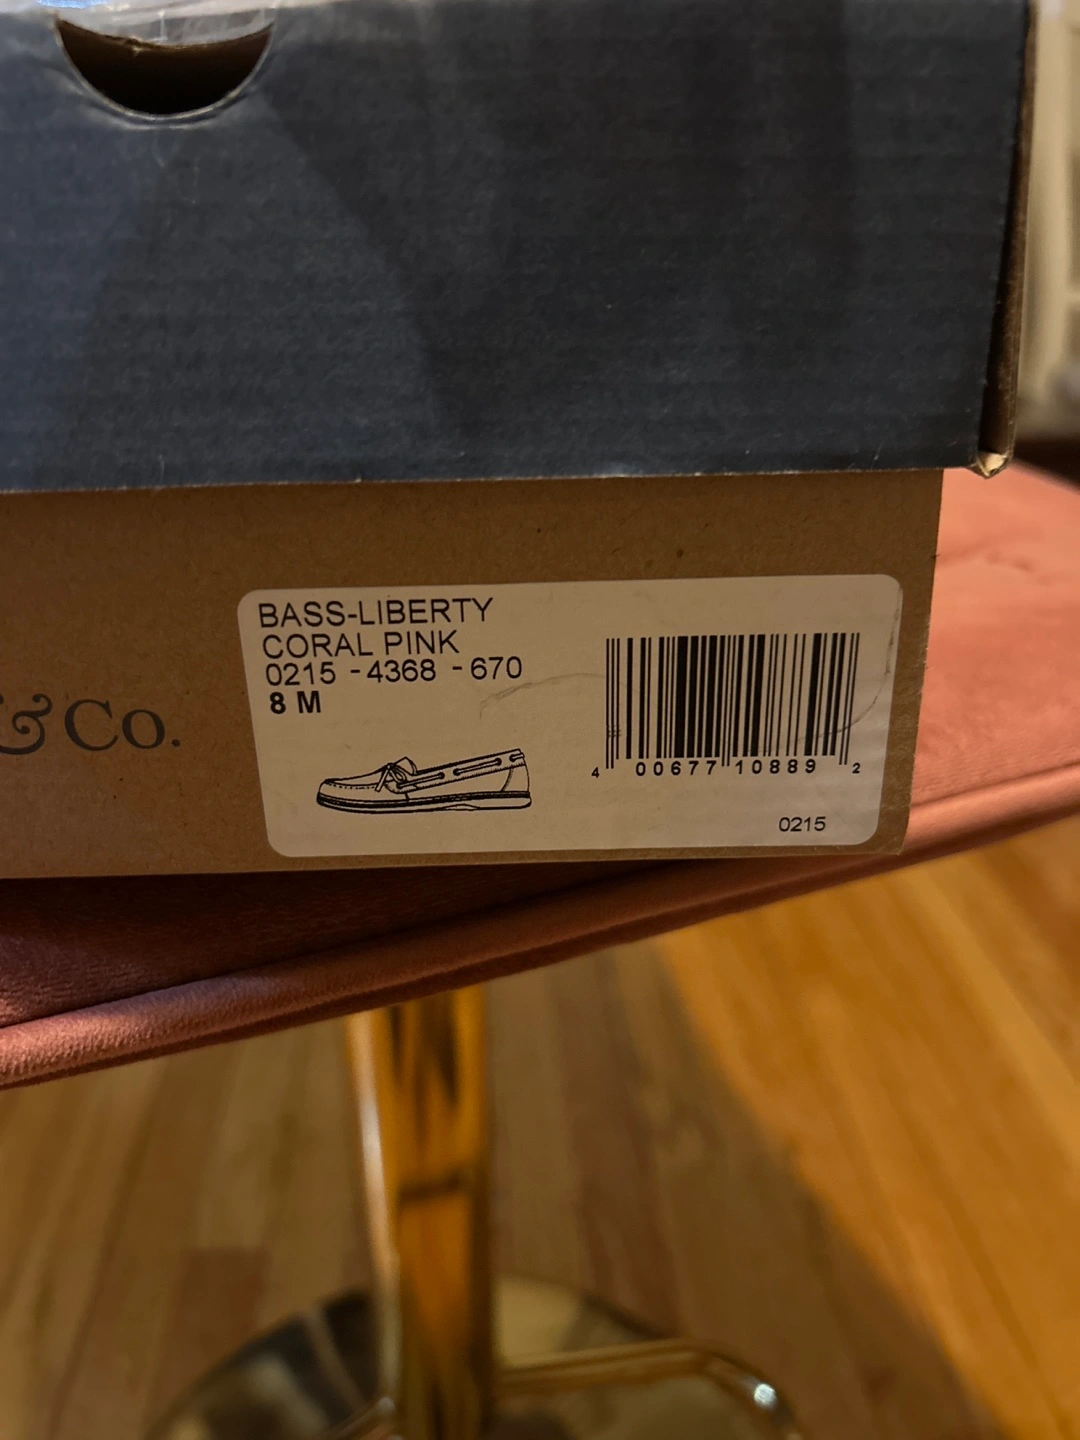 BASS-LIBERTY
CORAL PINK
0215 -4368 -670
8 M
& Co.
4 00677 10889 2
0215